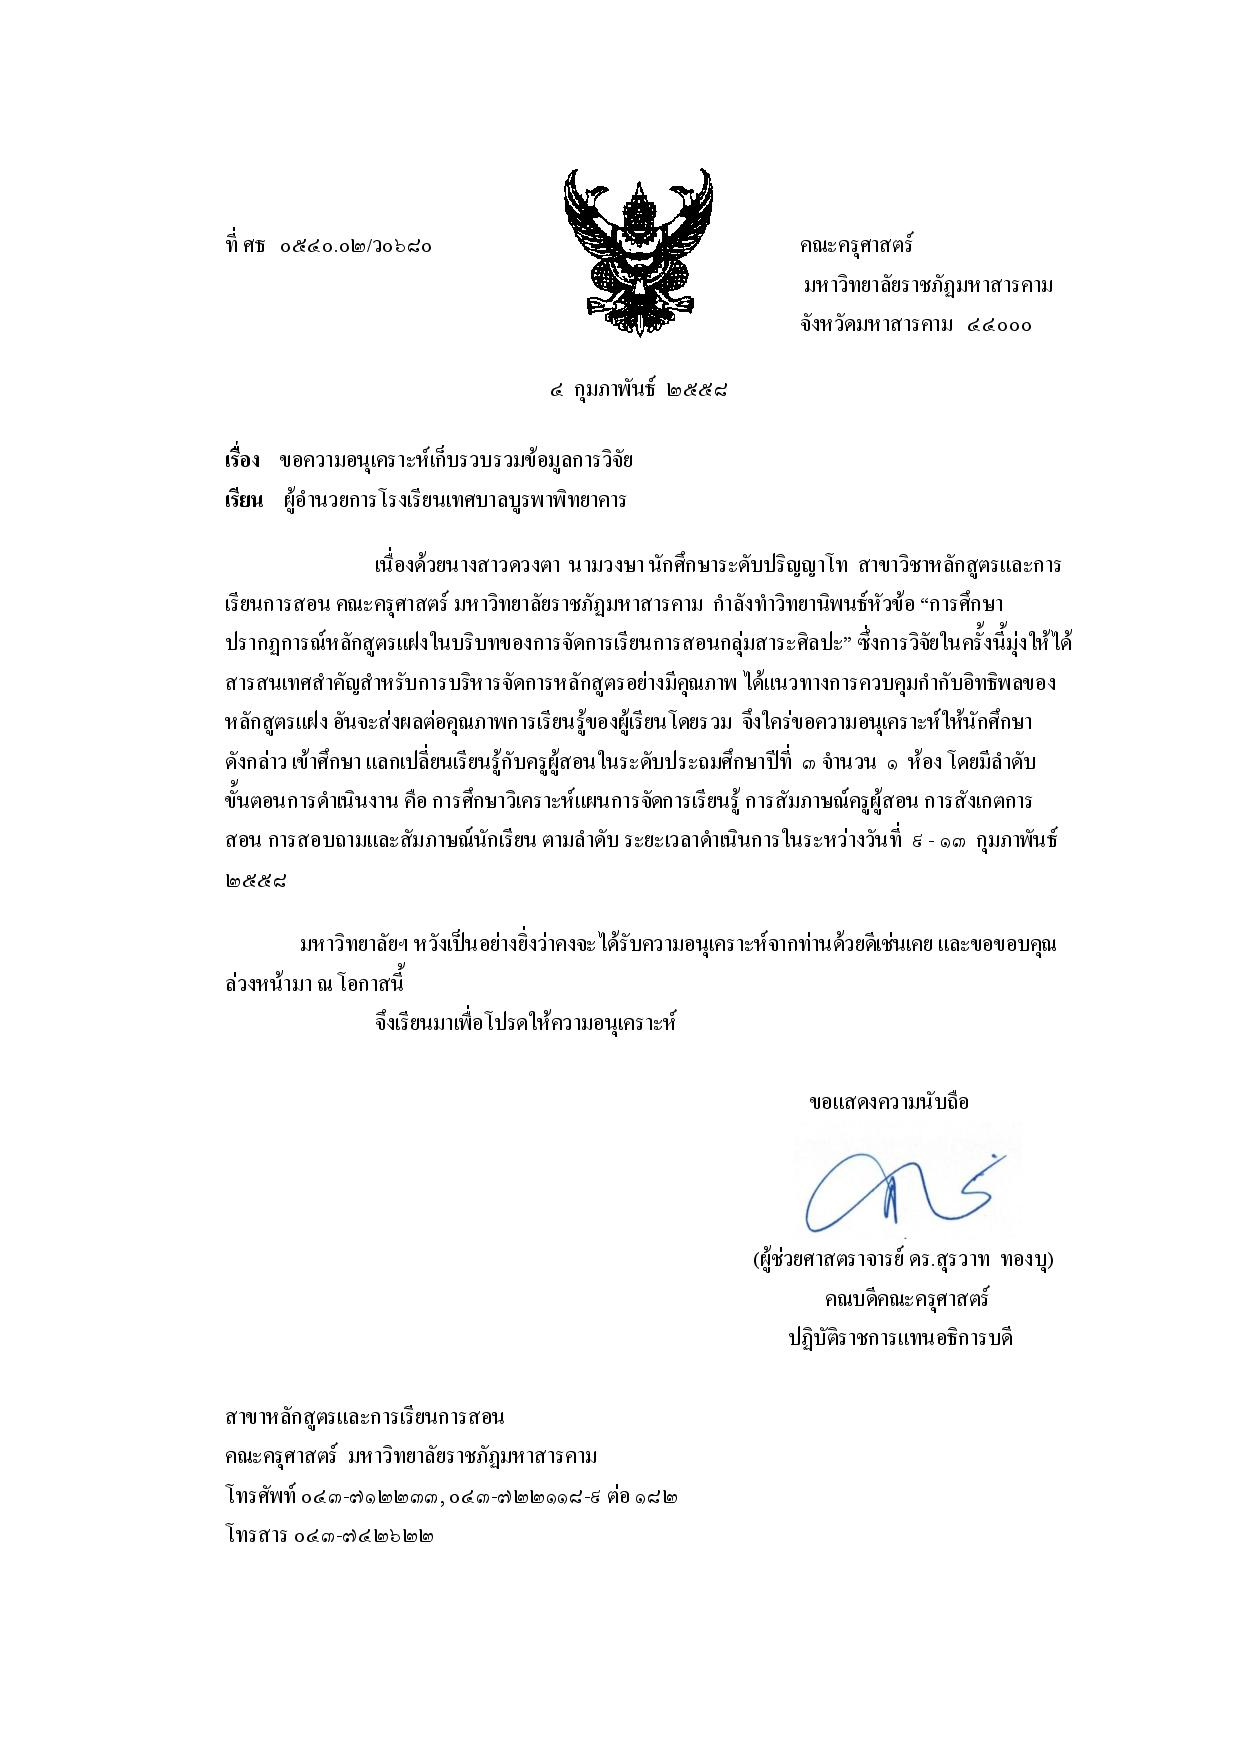 ที่ ศธ ๐๕๔๐.๐๒/ว๐๖๘๐
คณะครุศาสตร์
มหาวิทยาลัยราชภัฏมหาสารคาม
จังหวัดมหาสารคาม ๔๔๐๐๐
๔ กุมภาพันธ์ ๒๕๕๘
เรื่อง ขอความอนุเคราะห์เก็บรวบรวมข้อมูลการวิจัย
เรียน ผู้อำนวยการโรงเรียนเทศบาลบูรพาพิทยาคาร
เนื่องด้วยนางสาวดวงตา นามวงษา นักศึกษาระดับปริญญาโท สาขาวิชาหลักสูตรและการ
เรียนการสอน คณะครุศาสตร์ มหาวิทยาลัยราชภัฏมหาสารคาม กำลังทำวิทยานิพนธ์หัวข้อ “การศึกษา
ปรากฏการณ์หลักสูตรแฝงในบริบทของการจัดการเรียนการสอนกลุ่มสาระศิลปะ” ซึ่งการวิจัยในครั้งนี้มุ่งให้ได้
สารสนเทศสำคัญสำหรับการบริหารจัดการหลักสูตรอย่างมีคุณภาพ ได้แนวทางการควบคุมกำกับอิทธิพลของ
หลักสูตรแฝง อันจะส่งผลต่อคุณภาพการเรียนรู้ของผู้เรียนโดยรวม จึงใคร่ขอความอนุเคราะห์ให้นักศึกษา
ดังกล่าว เข้าศึกษา แลกเปลี่ยนเรียนรู้กับครูผู้สอนในระดับประถมศึกษาปีที่ ๓ จำนวน ๑ ห้อง โดยมีลำดับ
ขั้นตอนการดำเนินงาน คือ การศึกษาวิเคราะห์แผนการจัดการเรียนรู้ การสัมภาษณ์ครูผู้สอน การสังเกตการ
สอน การสอบถามและสัมภาษณ์นักเรียน ตามลำดับ ระยะเวลาดำเนินการในระหว่างวันที่ ๙ - ๑๓ กุมภาพันธ์
๒๕๕๘
มหาวิทยาลัยฯ หวังเป็นอย่างยิ่งว่าคงจะได้รับความอนุเคราะห์จากท่านด้วยดีเช่นเคย และขอขอบคุณ
ล่วงหน้ามา ณ โอกาสนี้
จึงเรียนมาเพื่อโปรดให้ความอนุเคราะห์
ขอแสดงความนับถือ
(ผู้ช่วยศาสตราจารย์ ดร.สุรวาท ทองบุ)
คณบดีคณะครุศาสตร์
ปฏิบัติราชการแทนอธิการบดี
สาขาหลักสูตรและการเรียนการสอน
คณะครุศาสตร์ มหาวิทยาลัยราชภัฏมหาสารคาม
โทรศัพท์ ๐๔๓-๗๑๒๒๓๓, ๐๔๓-๗๒๒๑๑๘-๙ ต่อ ๑๘๒
โทรสาร ๐๔๓-๗๔๒๖๒๒